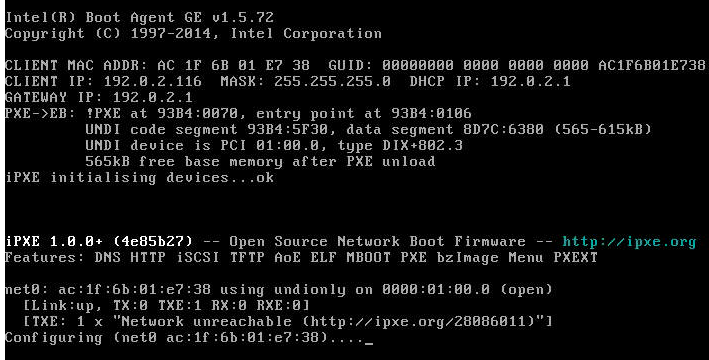 Intel(R) Boot Agent GE v1.5.72
Copyright (C) 1997-2014, Intel Corporation
CLIENT MAC ADDR: AC 1F 6B 01 E7 38  GUID: 00000000 0000 0000 0000 AC1F6B01E738
CLIENT IP: 192.0.2.116  MASK: 255.255.255.0  DHCP IP: 192.0.2.1
GATEWAY IP: 192.0.2.1
PXE->EB: !PXE at 93B4:0070, entry point at 93B4:0106
UNDI code segment 93B4:5F30, data segment 8D7C:6380 (565-615kB)
UNDI device is PCI 01:00.0, type DIX+802.3
565kB free base memory after PXE unload
iPXE initialising devices...ok
iPXE 1.0.0+ (4e85b27) -- Open Source Network Boot Firmware -- http://ipxe.org
Features: DNS HTTP iSCSI TFTP AoE ELF MBOOT PXE bzImage Menu PXEXT
net0: ac:1f:6b:01:e7:38 using undionly on 0000:01:00.0 (open)
[Link:up, TX:0 TXE:1 RX:0 RXE:0]
[TXE: 1 x "Network unreachable (http://ipxe.org/28086011)"]
Configuring (net0 ac:1f:6b:01:e7:38)...._